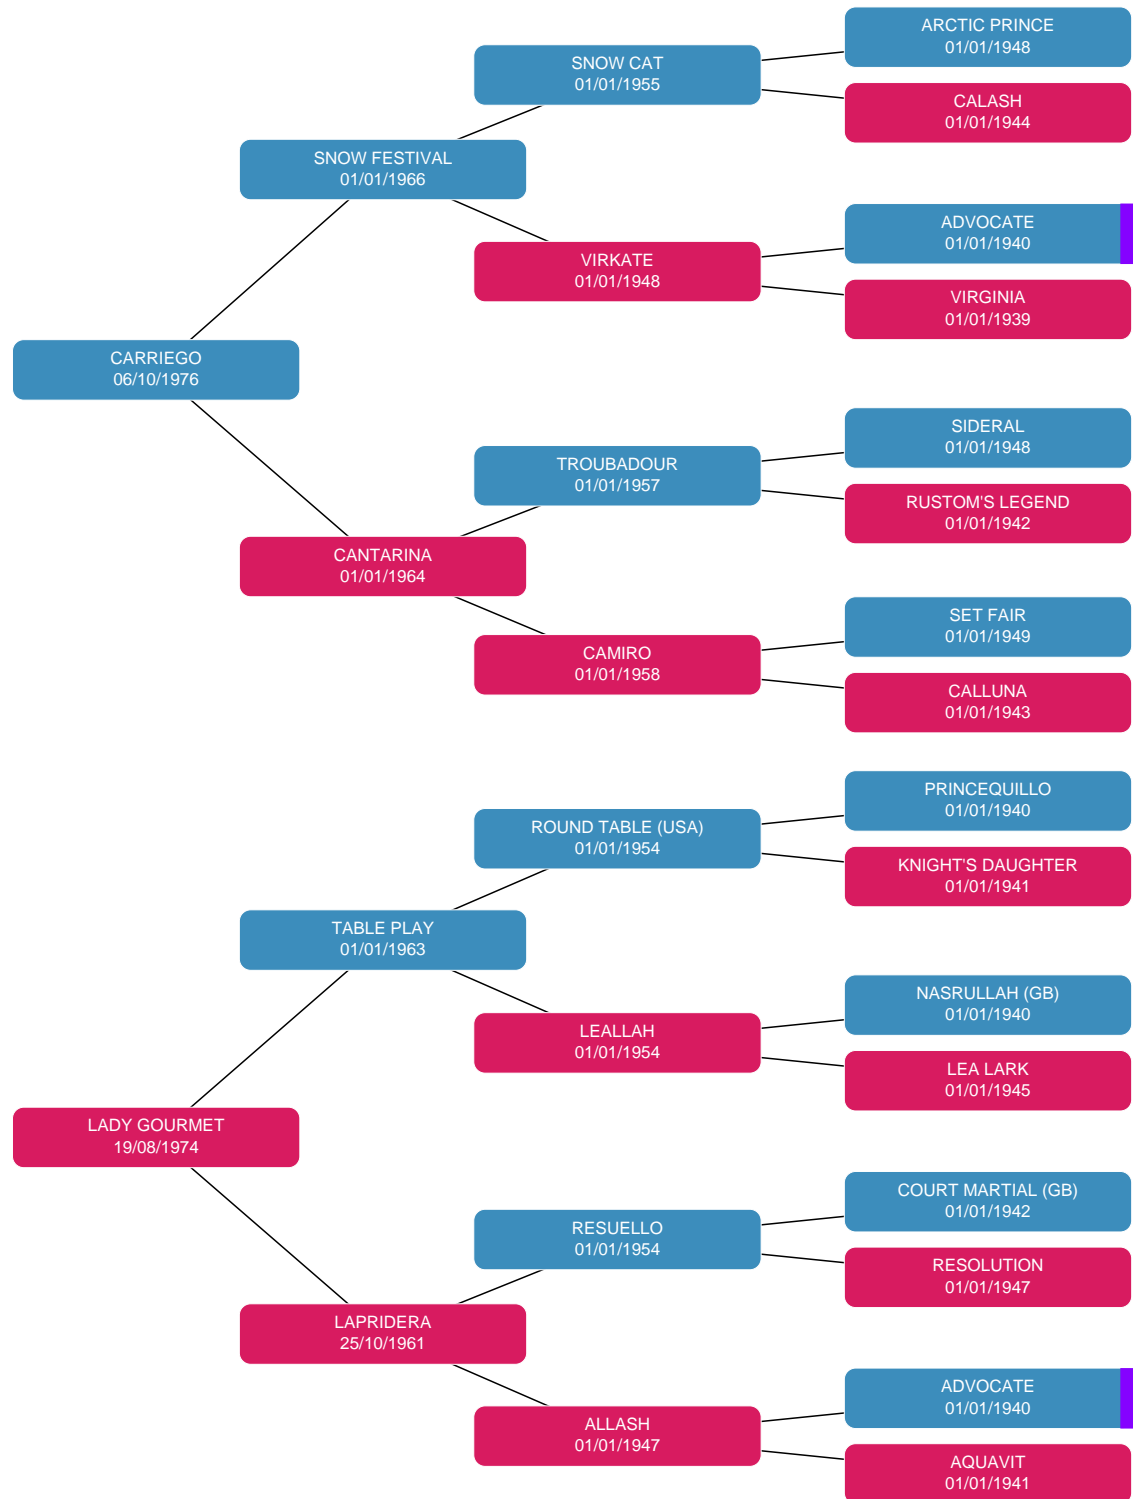 ARCTIC PRINCE
01/01/1948
SNOW CAT
01/01/1955
CALASH
01/01/1944
SNOW FESTIVAL
01/01/1966
ADVOCATE
01/01/1940
VIRKATE
01/01/1948
VIRGINIA
01/01/1939
CARRIEGO
06/10/1976
SIDERAL
01/01/1948
TROUBADOUR
01/01/1957
RUSTOM'S LEGEND
01/01/1942
CANTARINA
01/01/1964
SET FAIR
01/01/1949
CAMIRO
01/01/1958
CALLUNA
01/01/1943
PRINCEQUILLO
01/01/1940
ROUND TABLE (USA)
01/01/1954
KNIGHT'S DAUGHTER
01/01/1941
TABLE PLAY
01/01/1963
NASRULLAH (GB)
01/01/1940
LEALLAH
01/01/1954
LEA LARK
01/01/1945
LADY GOURMET
19/08/1974
COURT MARTIAL (GB)
01/01/1942
RESUELLO
01/01/1954
RESOLUTION
01/01/1947
LAPRIDERA
25/10/1961
ADVOCATE
01/01/1940
ALLASH
01/01/1947
AQUAVIT
01/01/1941